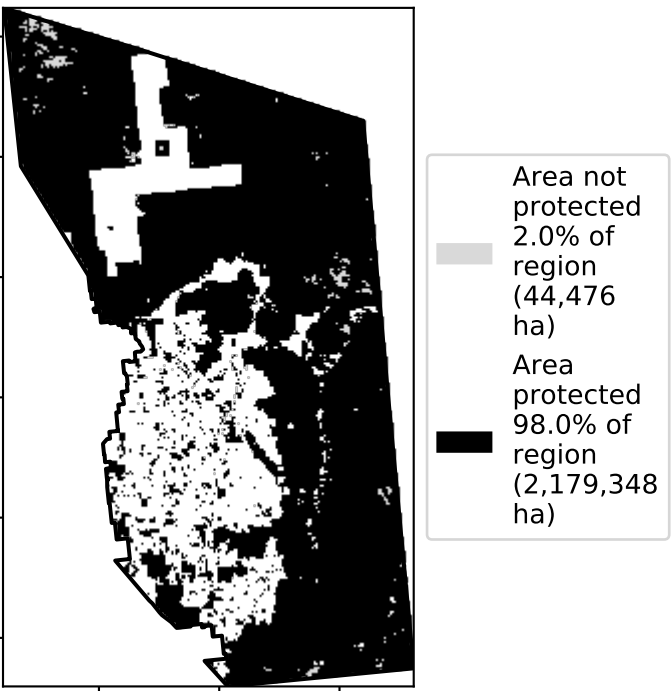 Area not
protected
2.0% of
region
(44,476
ha)
Area
protected
98.0% of
region
(2,179,348
ha)